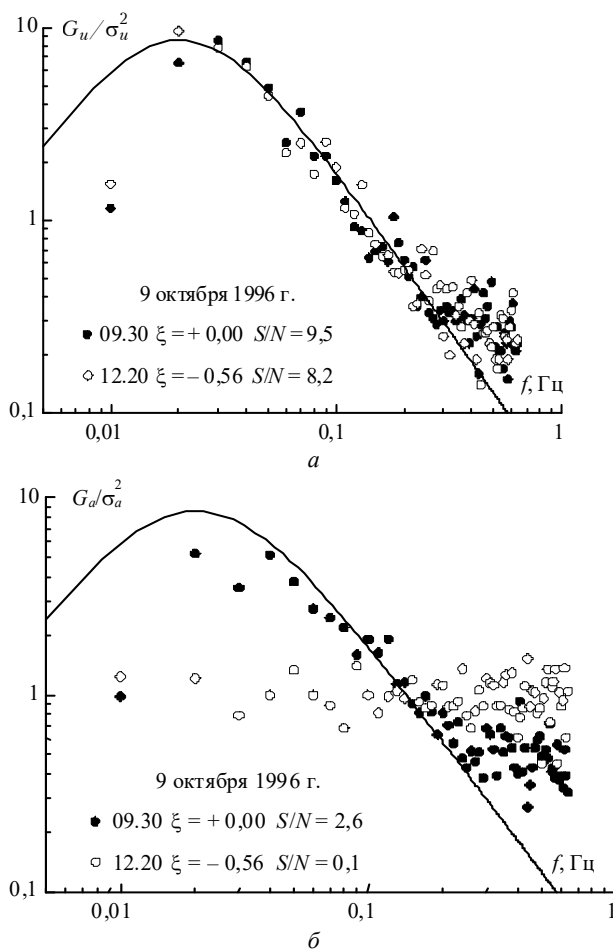 10
G_u/σ_u^2
1
9 октября 1996 г.
09.30 ξ = + 0,00 S/N = 9,5
12.20 ξ = – 0,56 S/N = 8,2
f, Гц
0,1
0,01 0,1 1
а
10
G_a/σ_a^2
1
9 октября 1996 г.
09.30 ξ = + 0,00 S/N = 2,6
12.20 ξ = – 0,56 S/N = 0,1
f, Гц
0,1
0,01 0,1 1
б